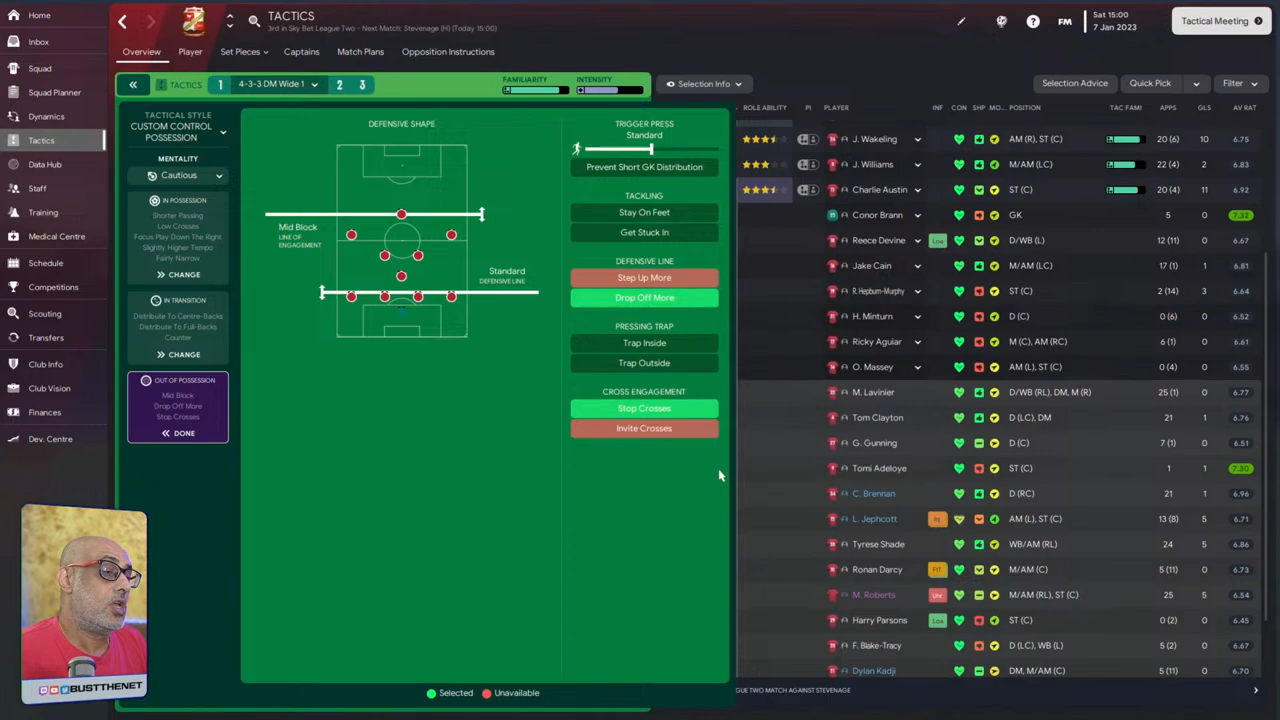 Home
Inbox
Squad
Squad Planner
Dynamics
Tactics
Data Hub
Staff
Training
Medical Centre
Schedule
Competitions
Scouting
Transfers
Club Info
Club Vision
Finances
Dev. Centre
TACTICS
3rd in Sky Bet League Two - Next Match: Stevenage (H) (Today 15:00)
FM
Sat 15:00
7 Jan 2023
Tactical Meeting
Overview
Player
Set Pieces
Captains
Match Plans
Opposition Instructions
TACTICS
1
4-3-3 DM Wide 1
2
3
FAMILIARITY
INTENSITY
Selection Info
Selection Advice
Quick Pick
Filter
TACTICAL STYLE
CUSTOM CONTROL
POSSESSION
MENTALITY
Cautious
IN POSSESSION
Shorter Passing
Low Crosses
Focus Play Down The Right
Slightly Higher Tempo
Fairly Narrow
CHANGE
IN TRANSITION
Distribute To Centre-Backs
Distribute To Full-Backs
Counter
CHANGE
OUT OF POSSESSION
Mid Block
Drop Off More
Stop Crosses
DONE
DEFENSIVE SHAPE
Mid Block
LINE OF
ENGAGEMENT
Standard
DEFENSIVE LINE
TRIGGER PRESS
Standard
Prevent Short GK Distribution
TACKLING
Stay On Feet
Get Stuck In
DEFENSIVE LINE
Step Up More
Drop Off More
PRESSING TRAP
Trap Inside
Trap Outside
CROSS ENGAGEMENT
Stop Crosses
Invite Crosses
Selected
Unavailable
ROLE ABILITY PI PLAYER INF CON SHP MO... POSITION TAC FAMI APPS GLS AV RAT
J. Wakeling AM (R), ST (C) 20 (6) 10 6.75
J. Williams M/AM (LC) 22 (4) 2 6.83
Charlie Austin ST (C) 20 (4) 11 6.92
Conor Brann GK 5 0 7.32
Reece Devine Loa D/WB (L) 12 (11) 0 6.67
Jake Cain M/AM (LC) 17 (1) 1 6.81
R. Hepburn-Murphy ST (C) 14 (2) 3 6.64
H. Minturn D (C) 0 (6) 0 6.52
Ricky Aguiar M (C), AM (RC) 6 (1) 0 6.61
O. Massey AM (L), ST (C) 0 (4) 0 6.55
M. Lavinier D/WB (RL), DM, M (R) 25 (1) 0 6.77
Tom Clayton D (LC), DM 21 1 6.76
G. Gunning D (C) 7 (1) 0 6.51
Tomi Adeloye ST (C) 1 1 7.30
C. Brennan D (RC) 21 1 6.96
L. Jephcott Inj AM (L), ST (C) 13 (8) 5 6.71
Tyrese Shade WB/AM (RL) 24 5 6.86
Ronan Darcy FIT M/AM (C) 5 (11) 0 6.73
M. Roberts Unv M/AM (RL), ST (C) 25 5 6.54
Harry Parsons Loa ST (C) 0 (2) 0 6.45
F. Blake-Tracy D (LC), WB (L) 5 (2) 0 6.67
Dylan Kadji DM, M/AM (C) 5 (11) 0 6.70
GUE TWO MATCH AGAINST STEVENAGE
BUSTTHENET